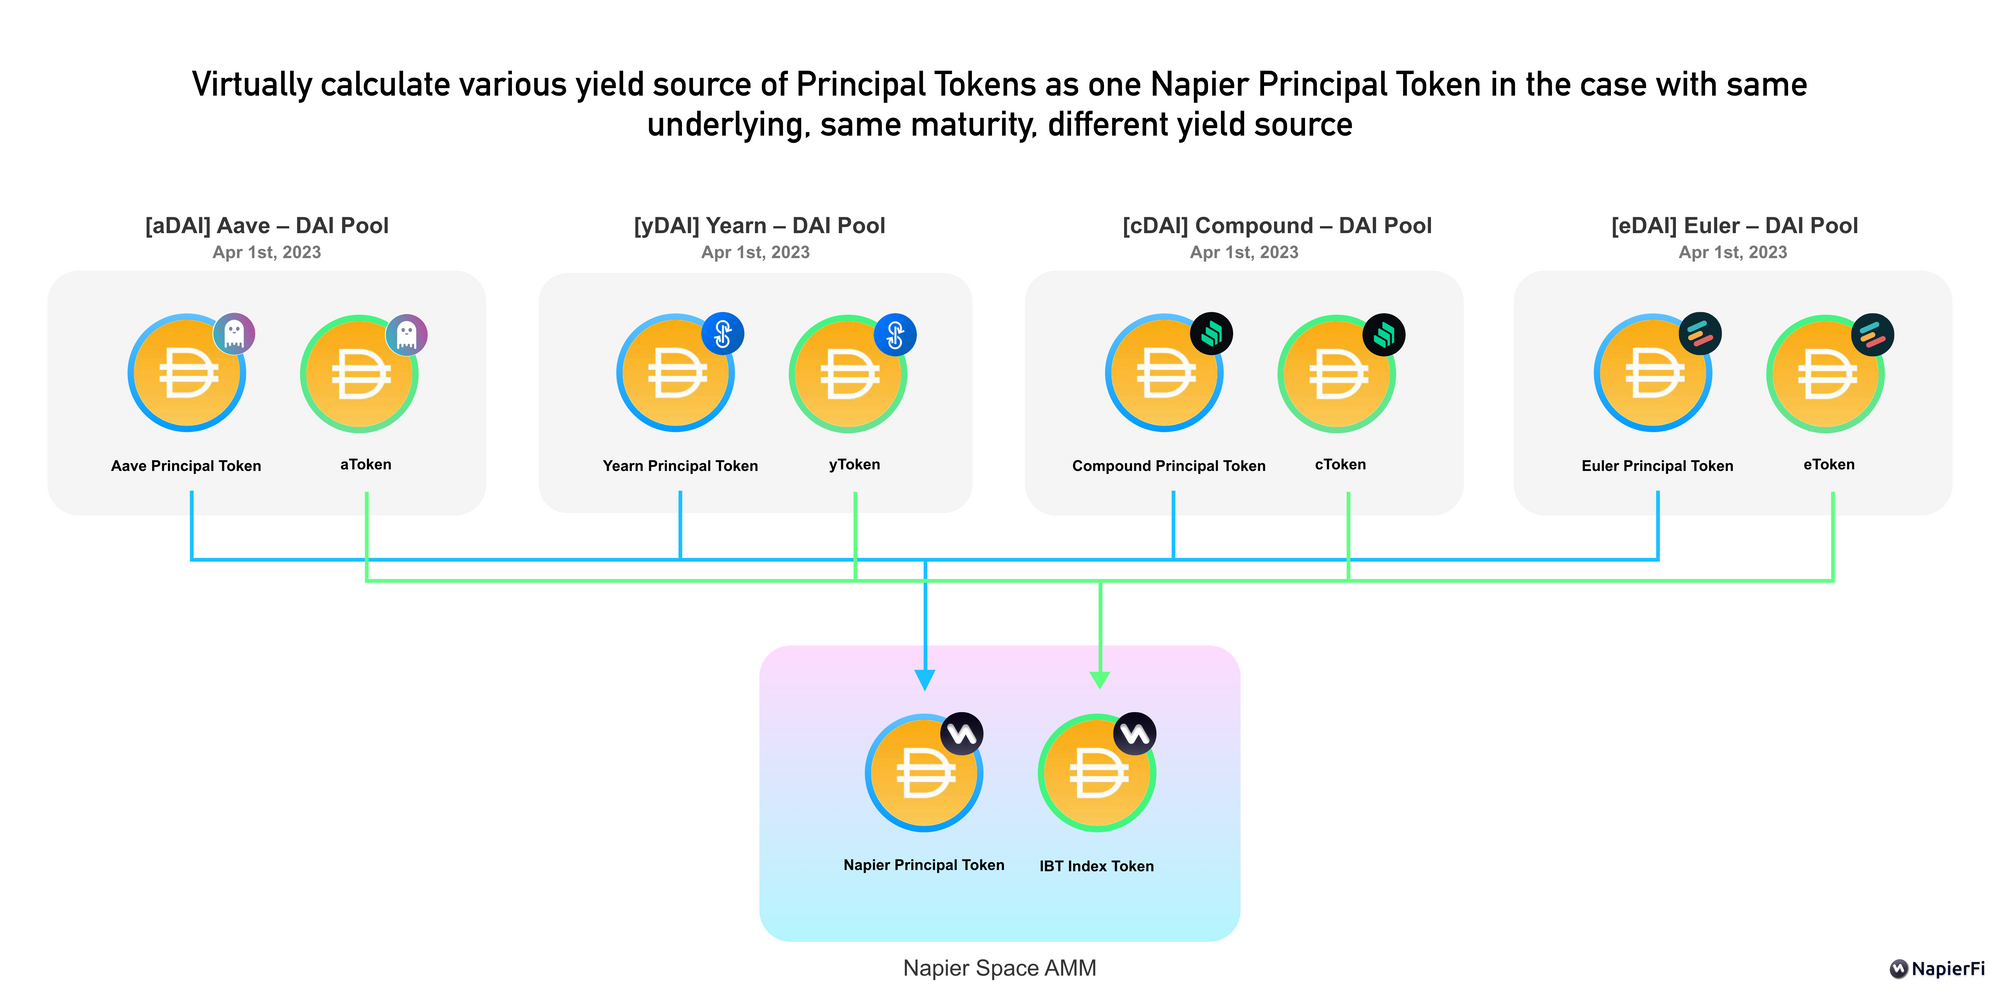 Virtually calculate various yield source of Principal Tokens as one Napier Principal Token in the case with same
underlying, same maturity, different yield source
[aDAI] Aave – DAI Pool
Apr 1st, 2023
[yDAI] Yearn – DAI Pool
Apr 1st, 2023
[cDAI] Compound – DAI Pool
Apr 1st, 2023
[eDAI] Euler – DAI Pool
Apr 1st, 2023
Aave Principal Token
aToken
Yearn Principal Token
yToken
Compound Principal Token
cToken
Euler Principal Token
eToken
Napier Principal Token
IBT Index Token
Napier Space AMM
NapierFi